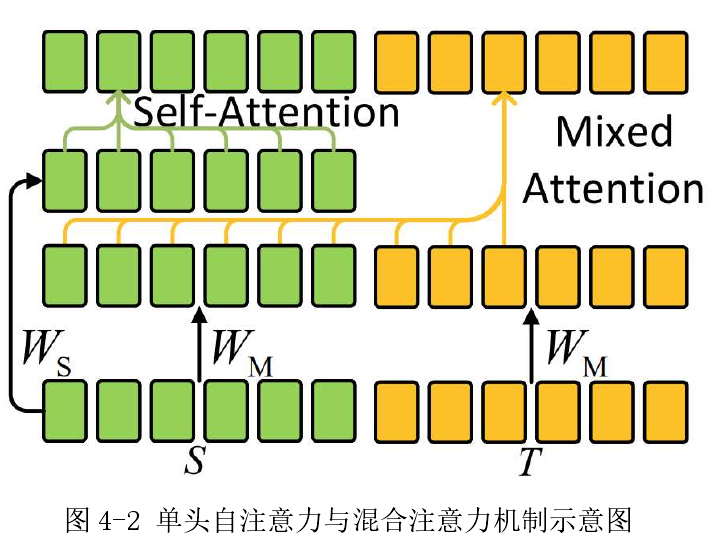 Self-Attention
Mixed
Attention
W_S
W_M
W_M
S
T
图 4-2 单头自注意力与混合注意力机制示意图